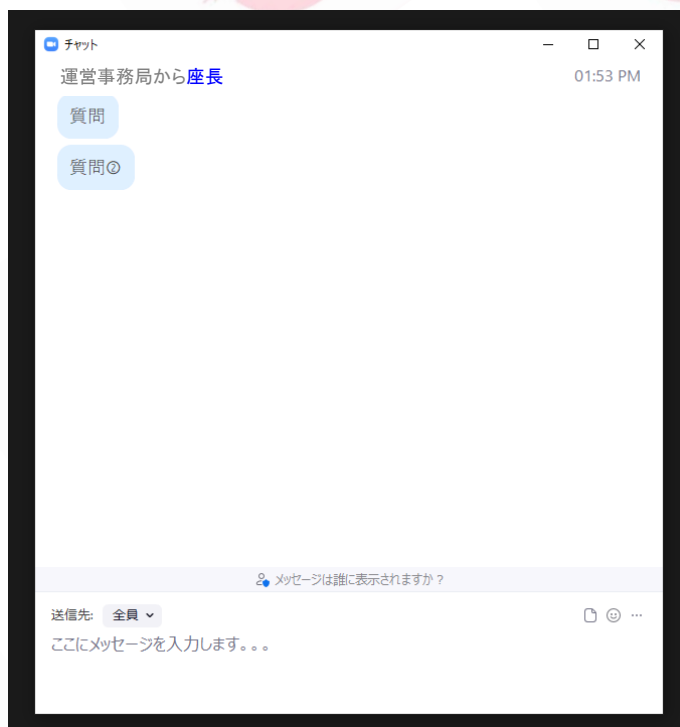 チャット
運営事務局から座長 01:53 PM
質問
質問②
メッセージは誰に表示されますか？
送信先: 全員
ここにメッセージを入力します。。。